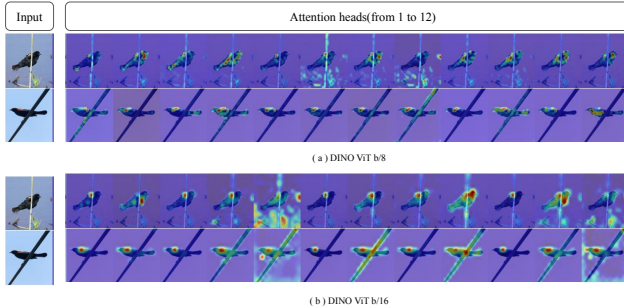 Input
Attention heads(from 1 to 12)
( a ) DINO ViT b/8
( b ) DINO ViT b/16